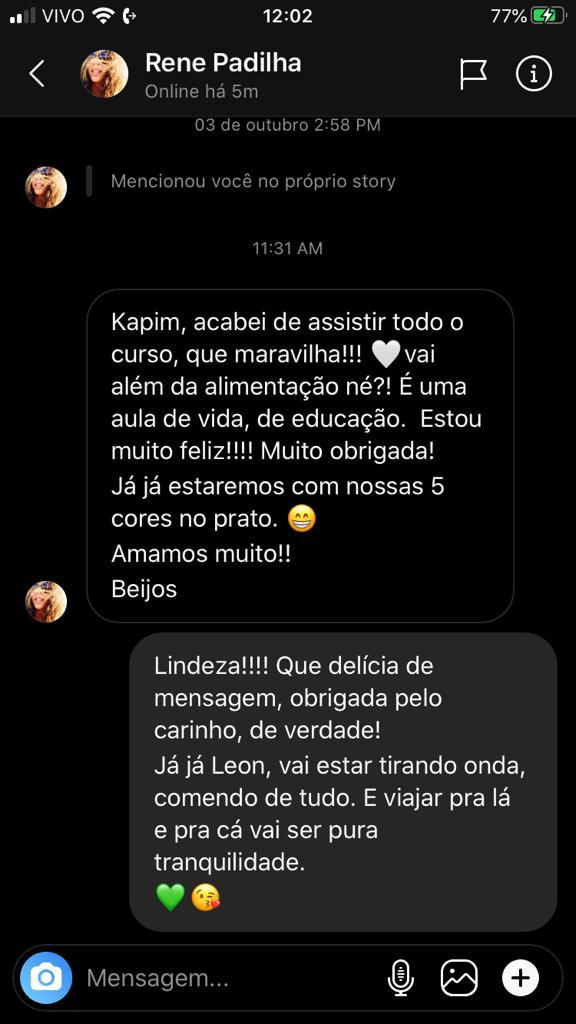 VIVO 12:02 77%
Rene Padilha
Online há 5m
03 de outubro 2:58 PM
Mencionou você no próprio story
11:31 AM
Kapim, acabei de assistir todo o
curso, que maravilha!!! 🤍vai
além da alimentação né?! É uma
aula de vida, de educação.  Estou
muito feliz!!!! Muito obrigada!
Já já estaremos com nossas 5
cores no prato. 😁
Amamos muito!!
Beijos
Lindeza!!!! Que delícia de
mensagem, obrigada pelo
carinho, de verdade!
Já já Leon, vai estar tirando onda,
comendo de tudo. E viajar pra lá
e pra cá vai ser pura
tranquilidade.
💚😘
Mensagem...